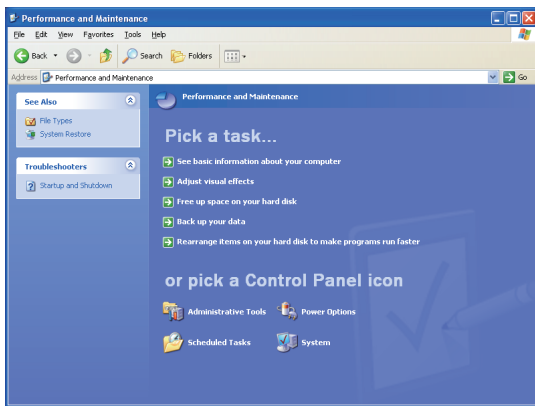 Performance and Maintenance
File Edit View Favorites Tools Help
Back Search Folders
Address Performance and Maintenance Go
See Also
File Types
System Restore
Troubleshooters
Startup and Shutdown
Performance and Maintenance
Pick a task...
See basic information about your computer
Adjust visual effects
Free up space on your hard disk
Back up your data
Rearrange items on your hard disk to make programs run faster
or pick a Control Panel icon
Administrative Tools Power Options
Scheduled Tasks System